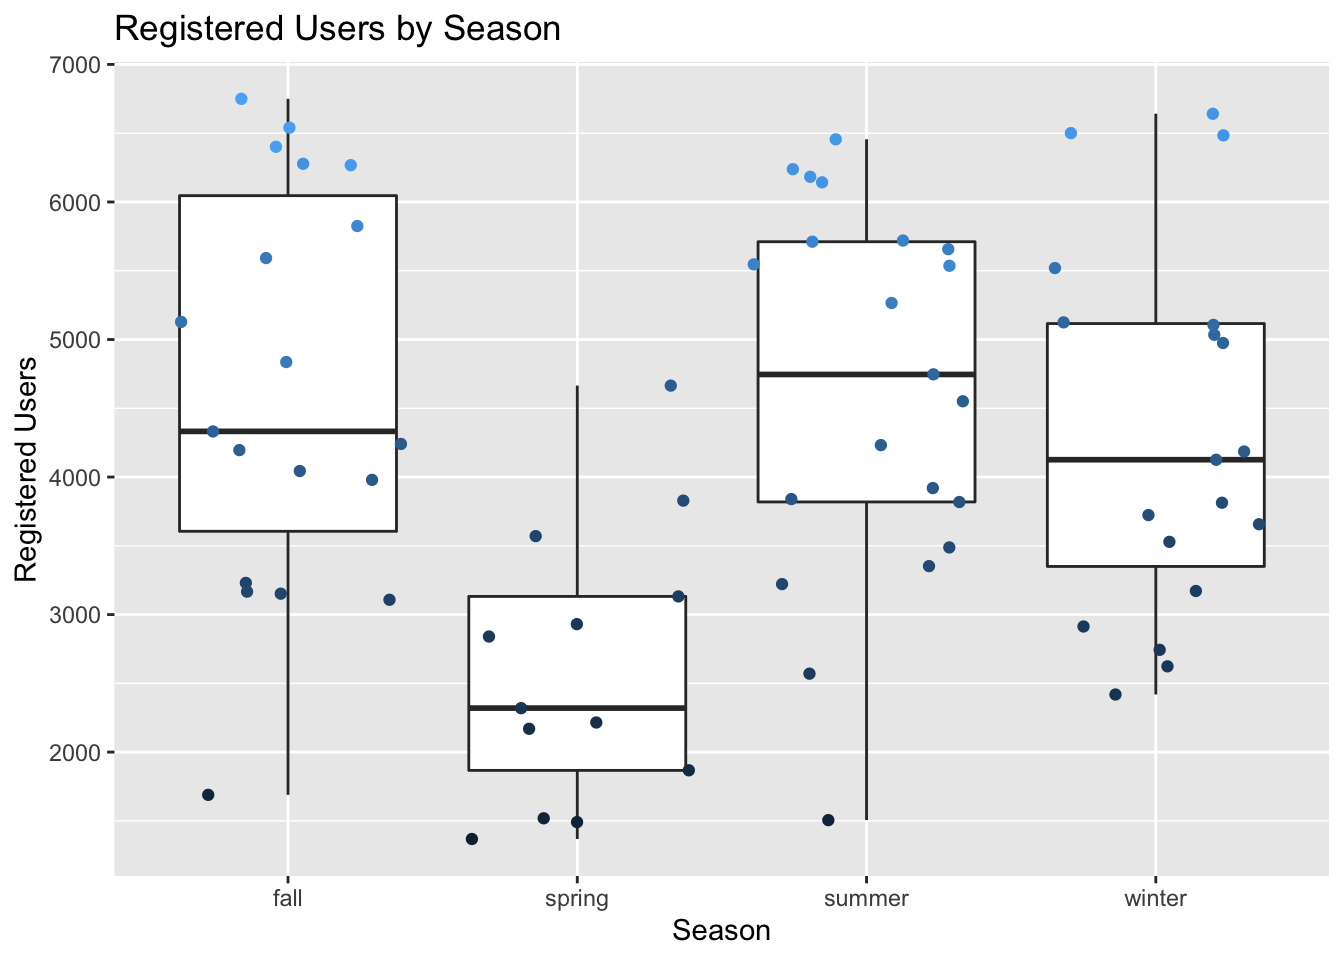 Registered Users by Season
Registered Users
7000
6000
5000
4000
3000
2000
fall
spring
summer
winter
Season